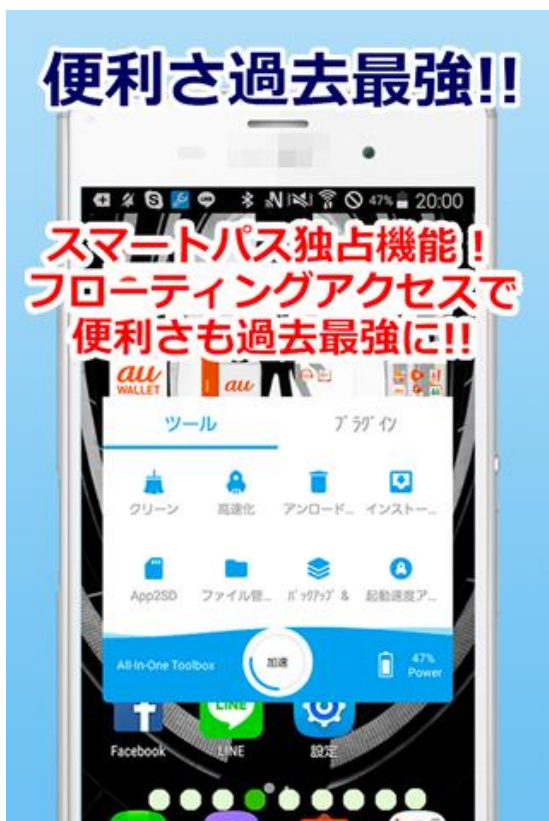 便利さ過去最強!!
47% 20:00
スマートパス独占機能！
フローティングアクセスで
便利さも過去最強に!!
au
WALLET
au
ツール
プラグイン
クリーン
高速化
アンロード…
インストー…
App2SD
ファイル管…
バックアップ &
起動速度ア…
All-In-One Toolbox
加速
47%
Power
Facebook
LINE
LINE
設定